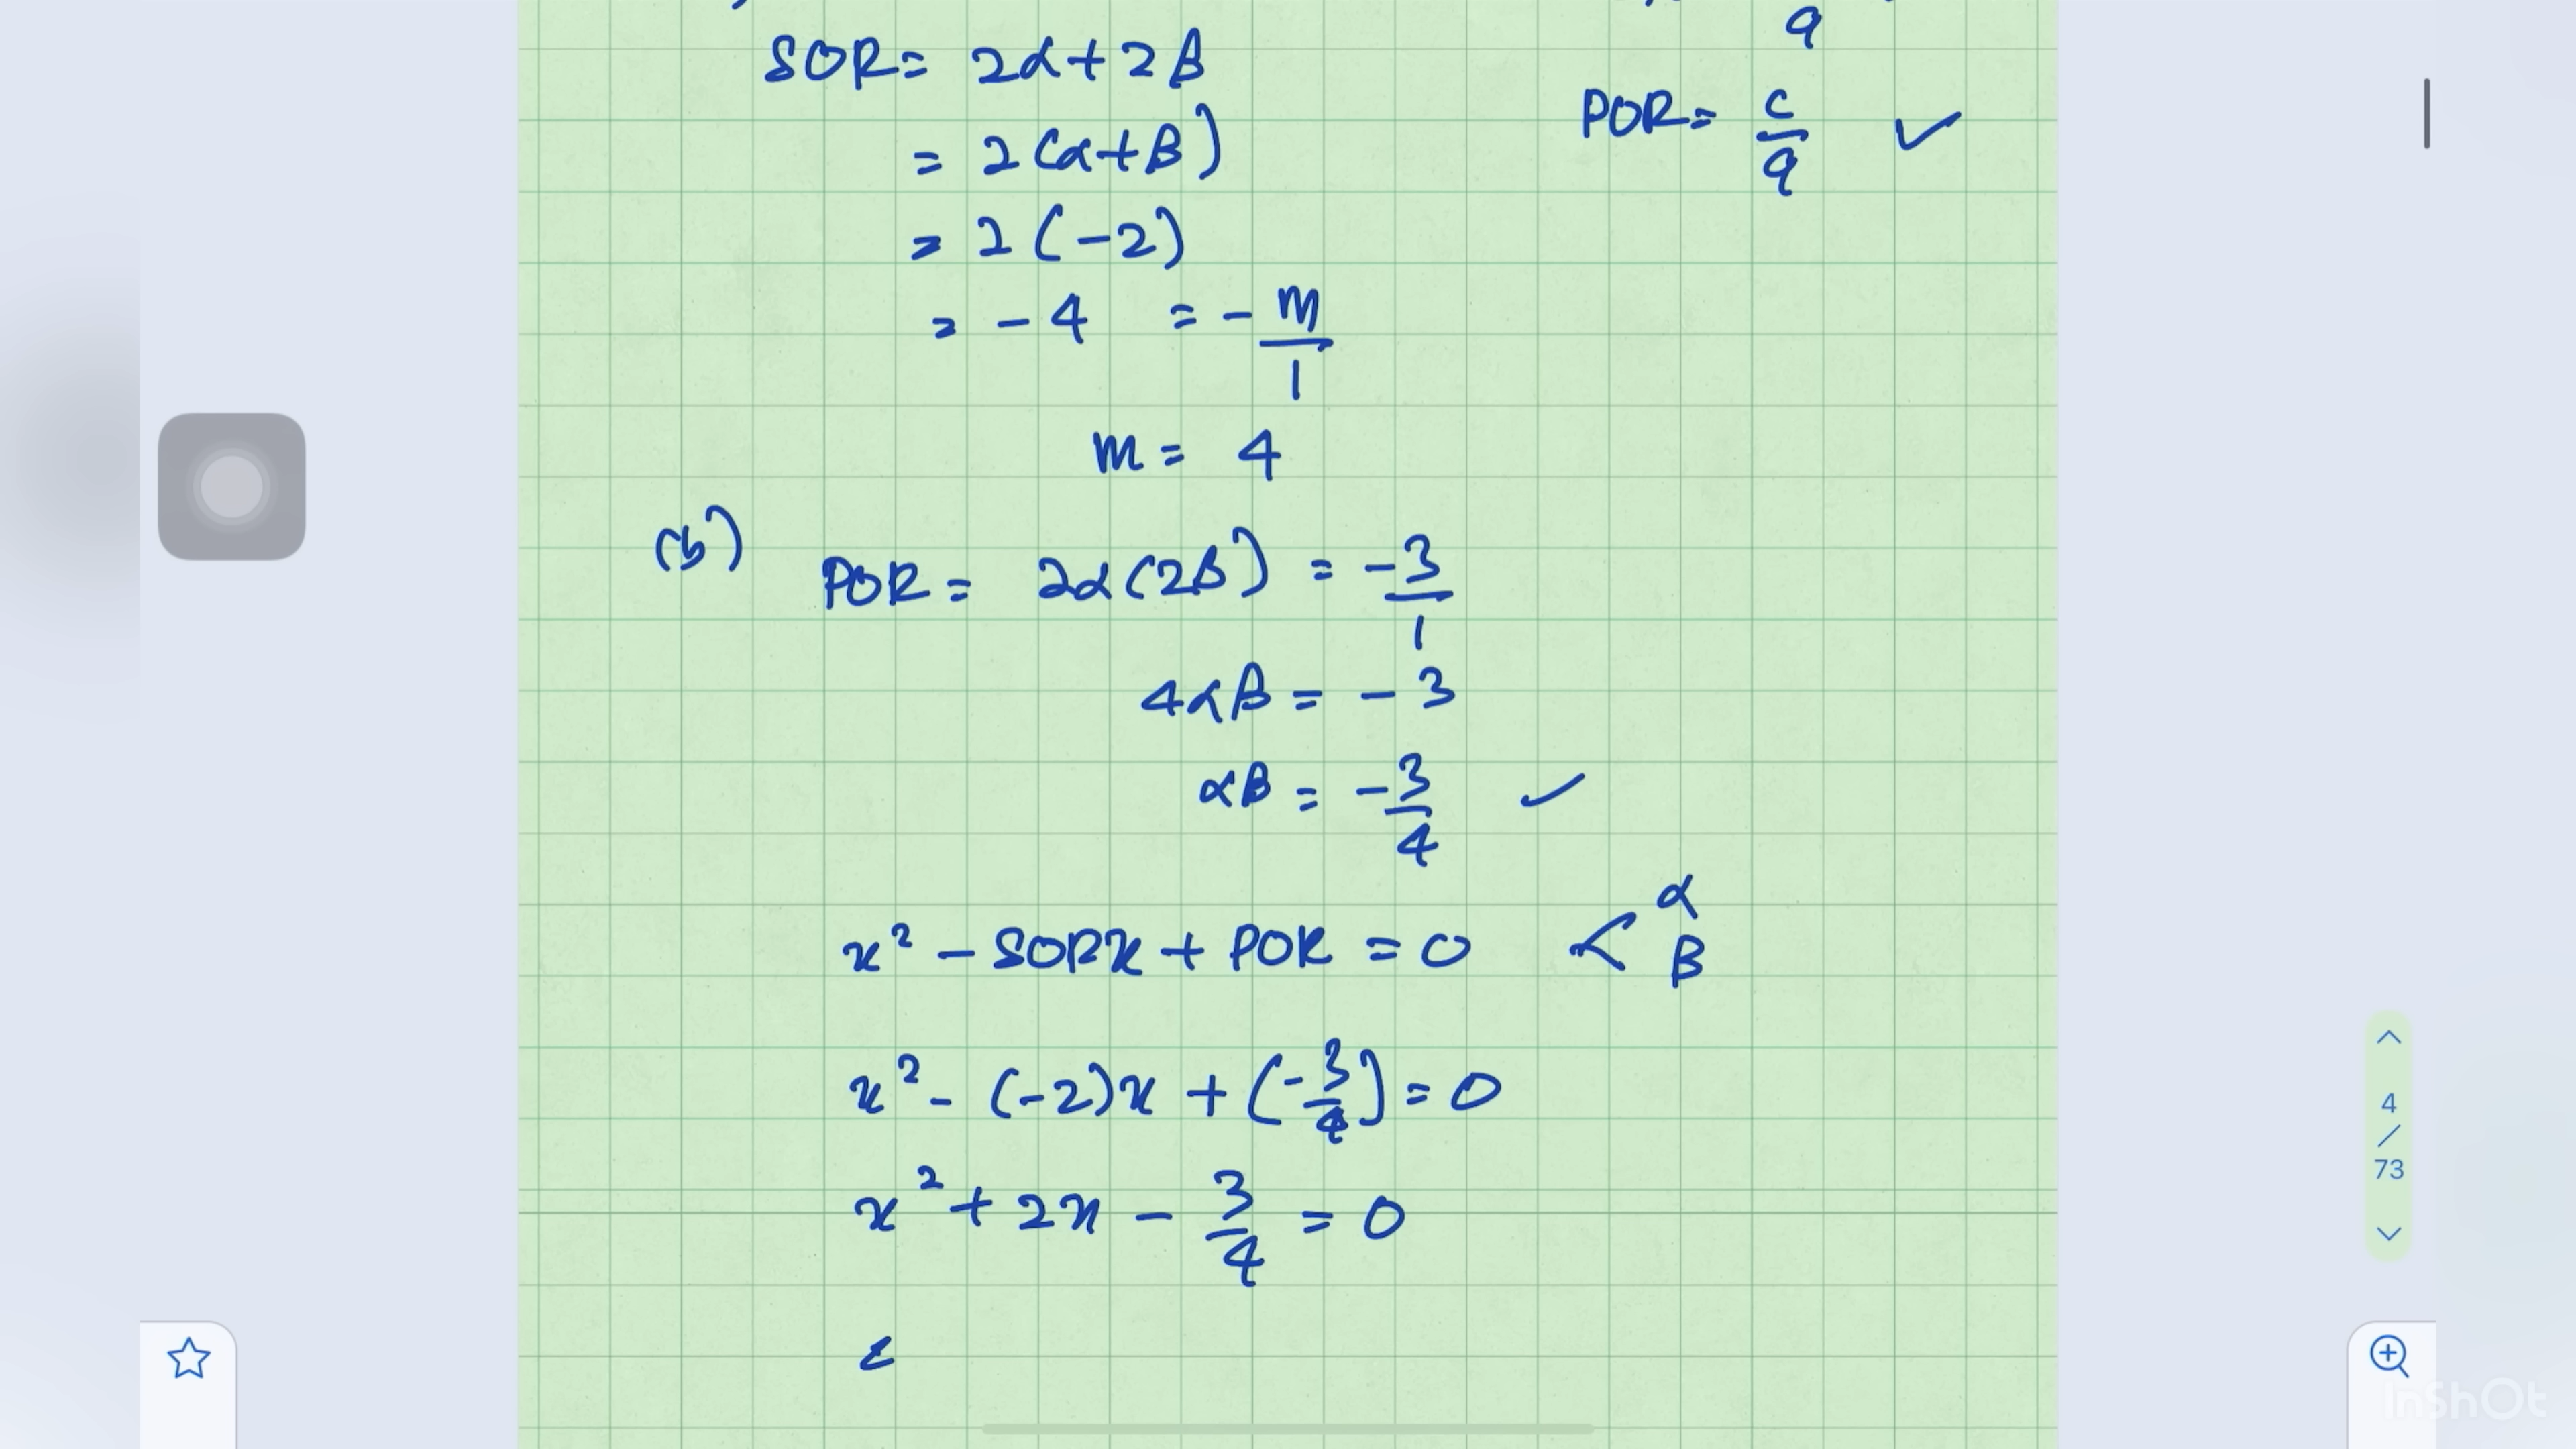 a
SOR = 2α + 2β
POR = c/a ✓
= 2(α+β)
= 2(-2)
= -4 = - m/1
m = 4
(b) POR = 2α(2β) = -3/1
4αβ = -3
αβ = -3/4 ✓
x² - SORx + POR = 0 < α β
x² - (-2)x + (-3/4) = 0
x² + 2x - 3/4 = 0
4
/
73
InShOt